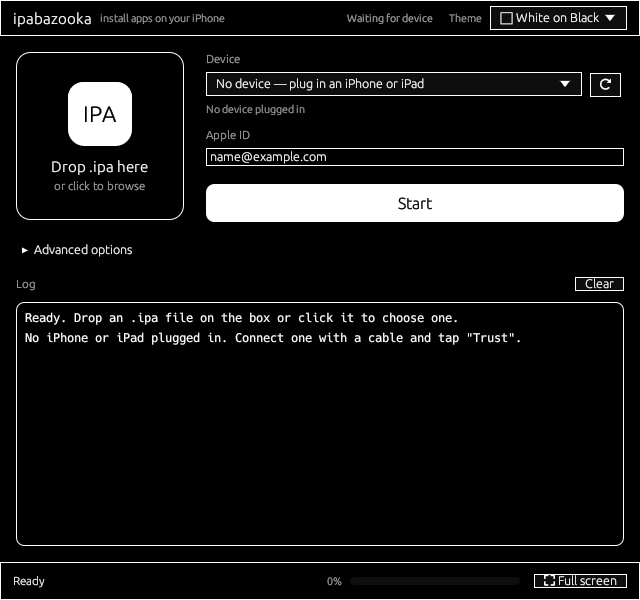 ipabazooka install apps on your iPhone Waiting for device Theme White on Black
Device
No device — plug in an iPhone or iPad
No device plugged in
Apple ID
name@example.com
IPA
Drop .ipa here
or click to browse
Start
Advanced options
Log Clear
Ready. Drop an .ipa file on the box or click it to choose one.
No iPhone or iPad plugged in. Connect one with a cable and tap "Trust".
Ready 0% Full screen